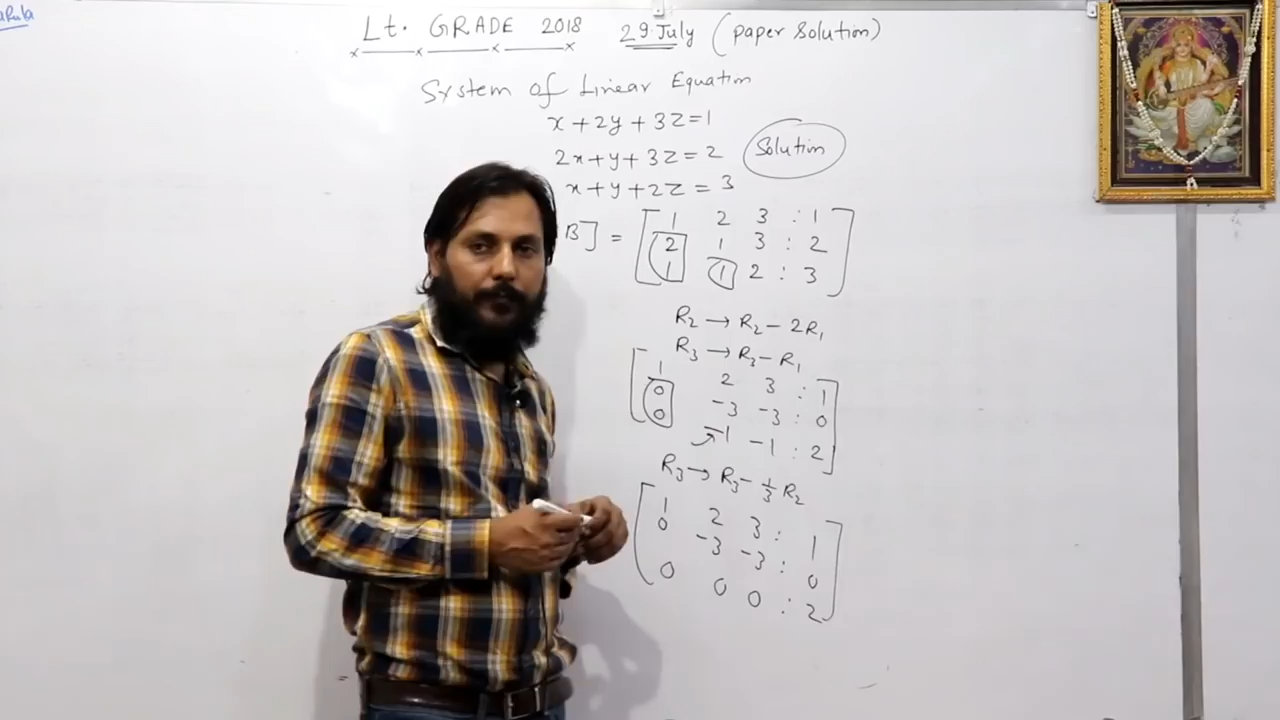 Lt. GRADE 2018 29 July (paper solution)
System of Linear Equation
x + 2y + 3z = 1
2x + y + 3z = 2
x + y + 2z = 3
Solution
B] = [ 1 2 3 : 1
2 1 3 : 2
1 1 2 : 3 ]
R₂ → R₂ - 2R₁
R₃ → R₃ - R₁
[ 1 2 3 : 1
0 -3 -3 : 0
0 -1 -1 : 2 ]
R₃ → R₃ - 1/3 R₂
[ 1 2 3 : 1
0 -3 -3 : 0
0 0 0 : 2 ]